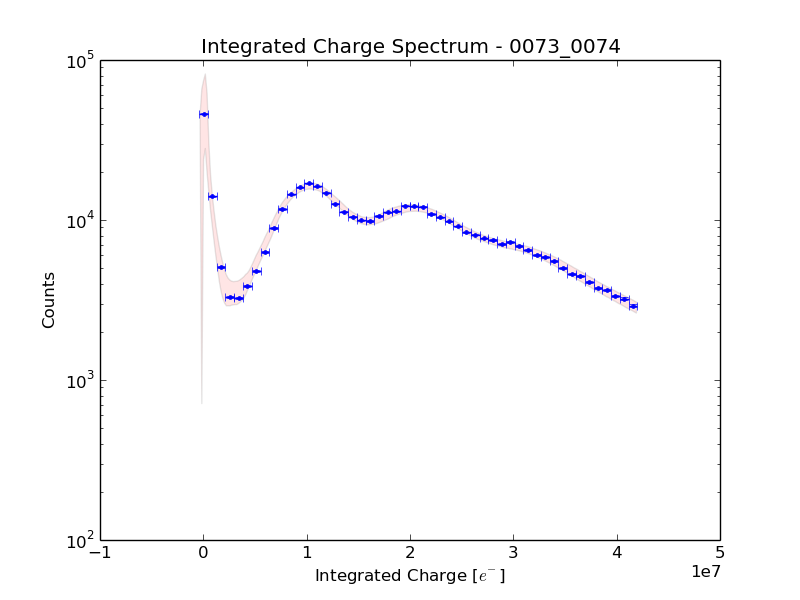 Integrated Charge Spectrum - 0073_0074
10^5
10^4
10^3
10^2
Counts
−1 0 1 2 3 4 5
1e7
Integrated Charge [e^−]